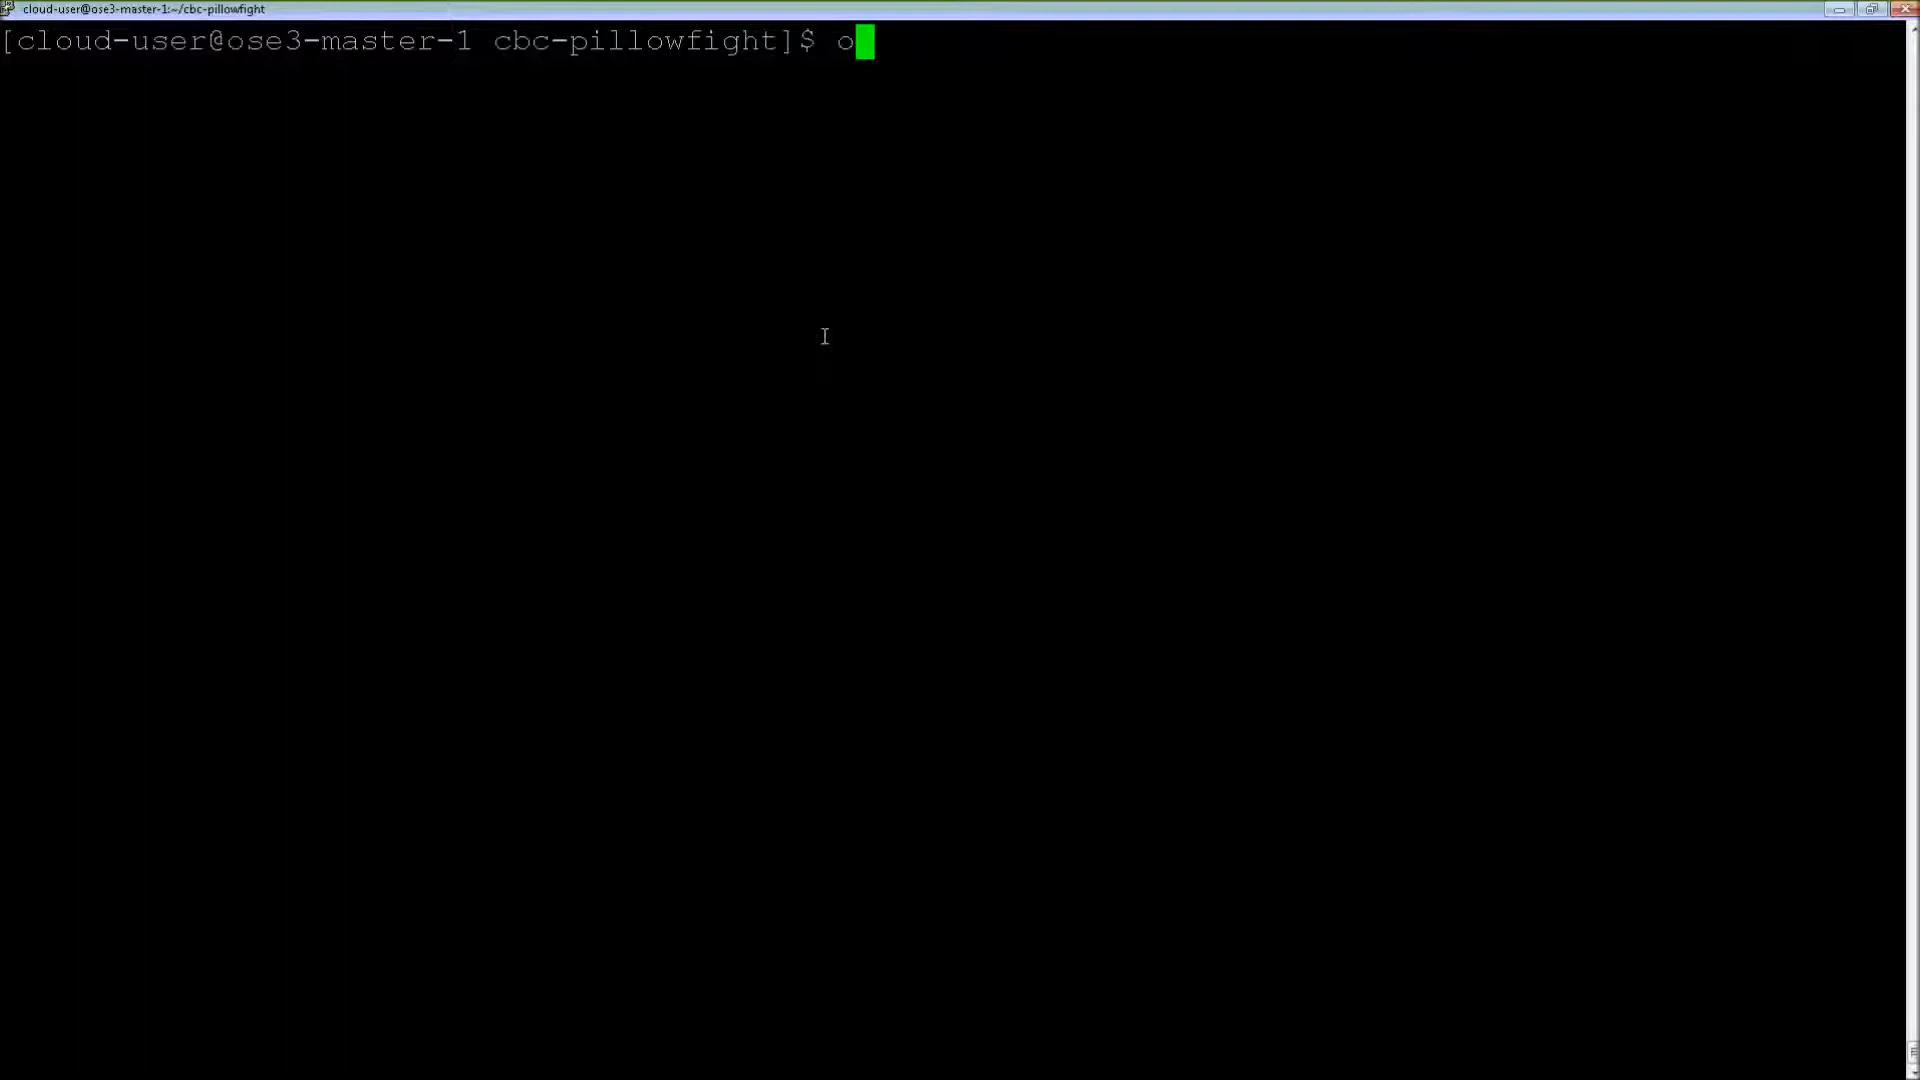 cloud-user@ose3-master-1:~/cbc-pillowfight
[cloud-user@ose3-master-1 cbc-pillowfight]$ o